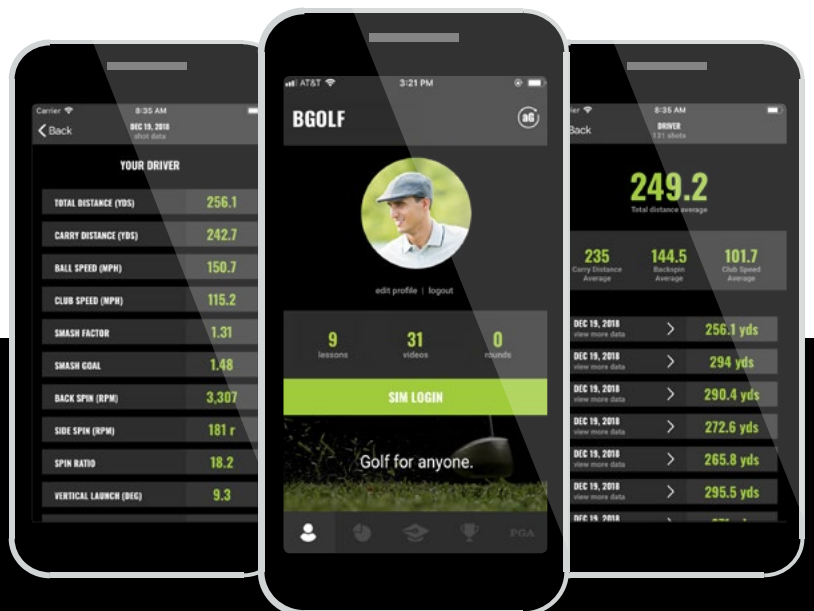 Carrier 8:35 AM
Back
DEC 19, 2018
shot data
YOUR DRIVER
TOTAL DISTANCE (YDS) 256.1
CARRY DISTANCE (YDS) 242.7
BALL SPEED (MPH) 150.7
CLUB SPEED (MPH) 115.2
SMASH FACTOR 1.31
SMASH GOAL 1.48
BACK SPIN (RPM) 3,307
SIDE SPIN (RPM) 181 r
SPIN RATIO 18.2
VERTICAL LAUNCH (DEG) 9.3
AT&T 3:21 PM
BGOLF aG
edit profile | logout
9 31 0
lessons videos rounds
SIM LOGIN
Golf for anyone.
PGA
ier 8:35 AM
Back
DRIVER
131 shots
249.2
Total distance average
235 144.5 101.7
Carry Distance Backspin Club Speed
Average Average Average
DEC 19, 2018 256.1 yds
view more data
DEC 19, 2018 294 yds
view more data
DEC 19, 2018 290.4 yds
view more data
DEC 19, 2018 272.6 yds
view more data
DEC 19, 2018 265.8 yds
view more data
DEC 19, 2018 295.5 yds
view more data
DEC 19, 2018